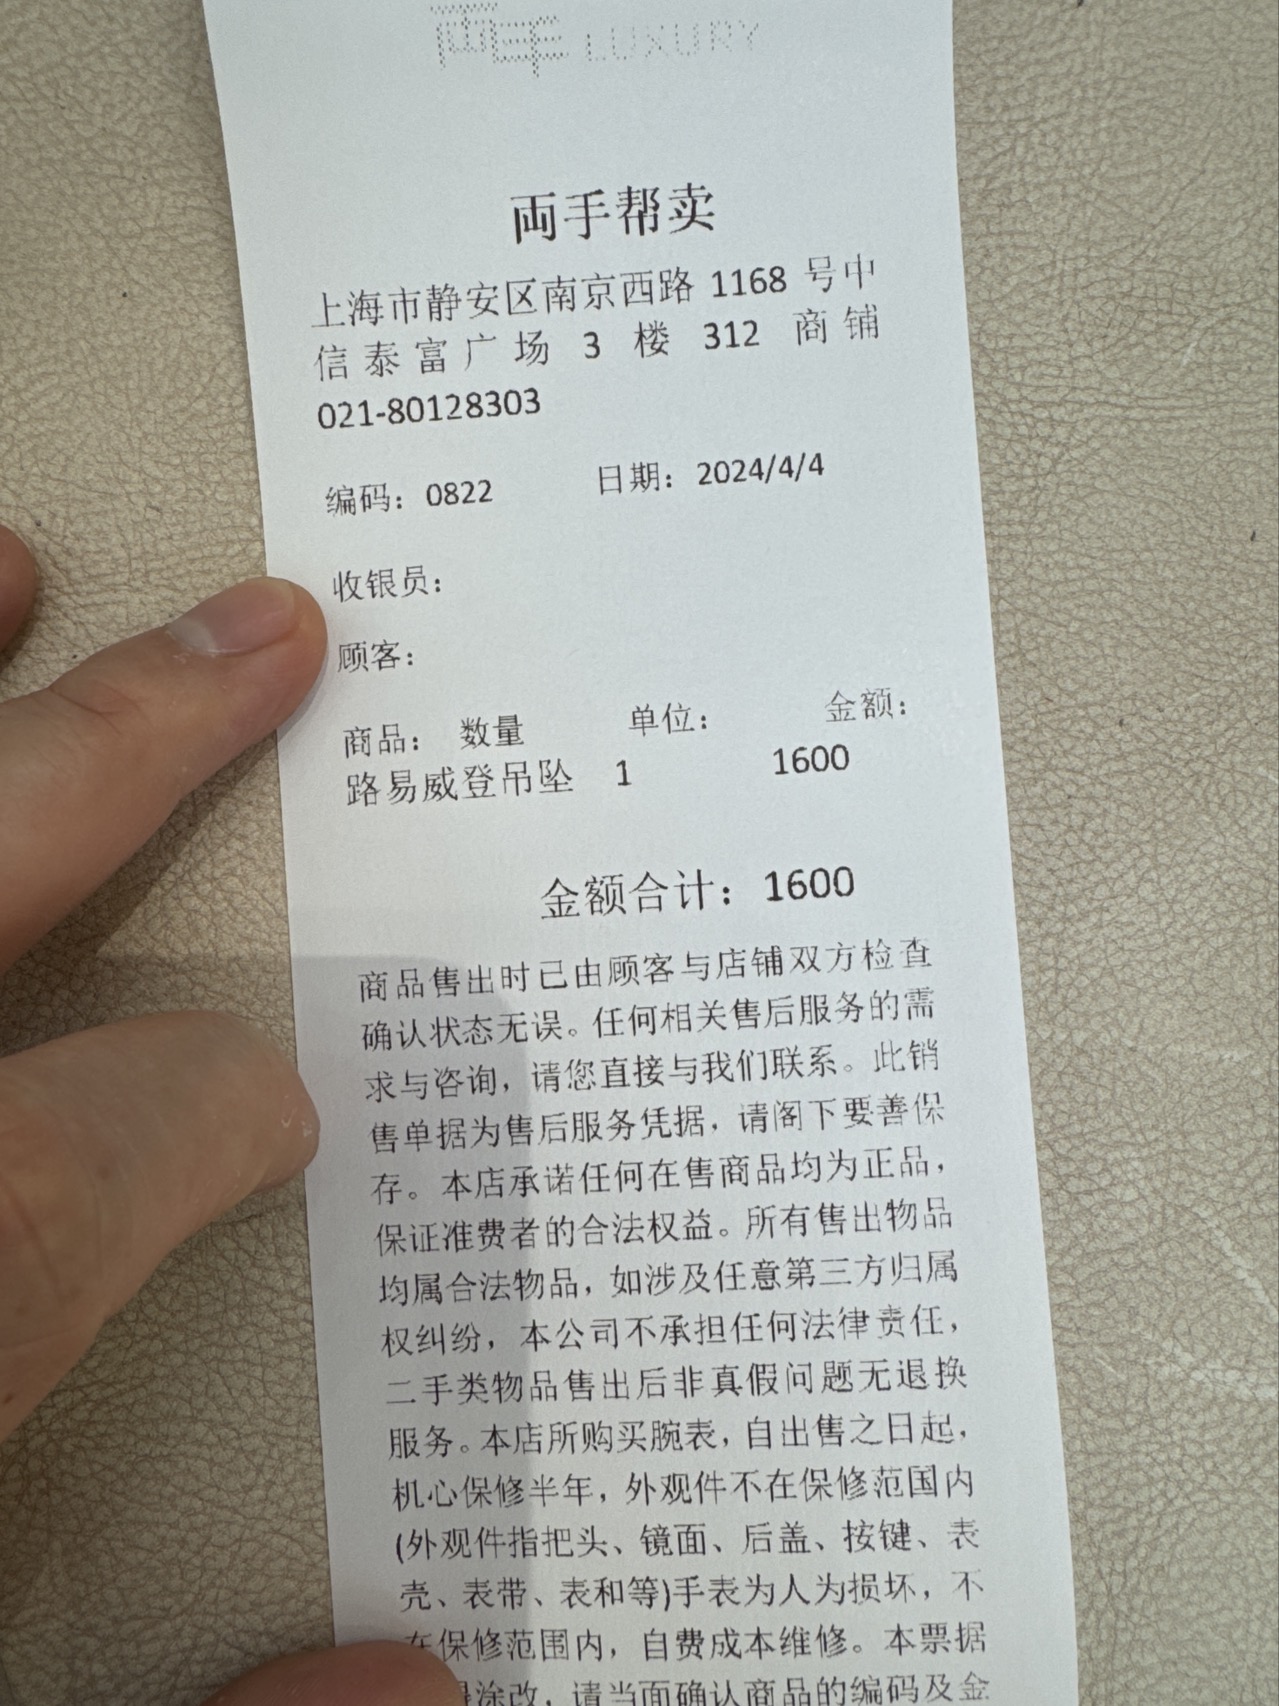 両手 LUXURY
両手帮卖
上海市静安区南京西路 1168 号中
信泰富广场 3 楼 312 商铺
021-80128303
编码：0822 日期：2024/4/4
收银员：
顾客：
商品： 数量 单位： 金额：
路易威登吊坠 1 1600
金额合计：1600
商品售出时已由顾客与店铺双方检查
确认状态无误。任何相关售后服务的需
求与咨询，请您直接与我们联系。此销
售单据为售后服务凭据，请阁下要善保
存。本店承诺任何在售商品均为正品，
保证准费者的合法权益。所有售出物品
均属合法物品，如涉及任意第三方归属
权纠纷，本公司不承担任何法律责任，
二手类物品售出后非真假问题无退换
服务。本店所购买腕表，自出售之日起，
机心保修半年，外观件不在保修范围内
(外观件指把头、镜面、后盖、按键、表
壳、表带、表和等)手表为人为损坏，不
在保修范围内，自费成本维修。本票据
得涂改，请当面确认商品的编码及金